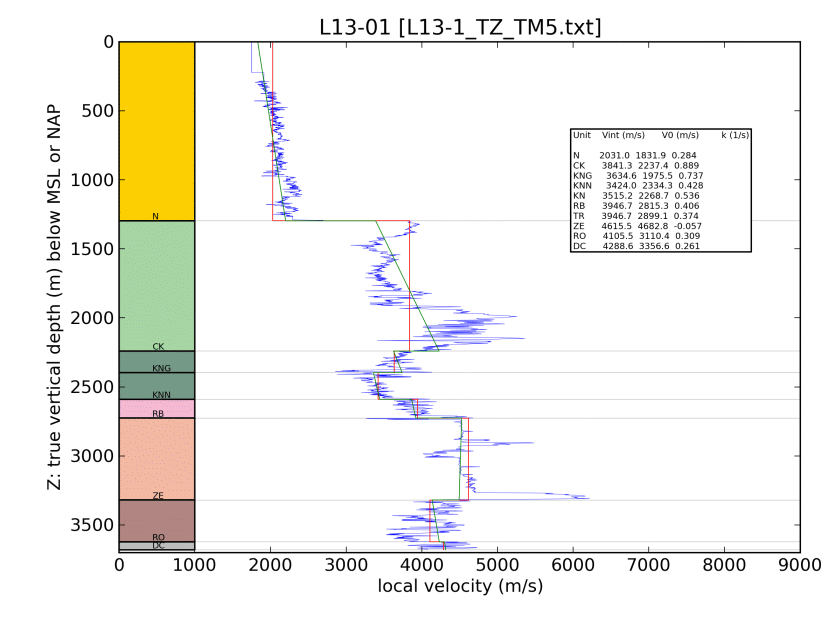 L13-01 [L13-1_TZ_TM5.txt]
0
500
1000
1500
2000
2500
3000
3500
Z: true vertical depth (m) below MSL or NAP
N
CK
KNG
KNN
RB
ZE
RO
DC
Unit Vint (m/s) V0 (m/s) k (1/s)
N 2031.0 1831.9 0.284
CK 3841.3 2237.4 0.889
KNG 3634.6 1975.5 0.737
KNN 3424.0 2334.3 0.428
KN 3515.2 2268.7 0.536
RB 3946.7 2815.3 0.406
TR 3946.7 2899.1 0.374
ZE 4615.5 4682.8 -0.057
RO 4105.5 3110.4 0.309
DC 4288.6 3356.6 0.261
0 1000 2000 3000 4000 5000 6000 7000 8000 9000
local velocity (m/s)